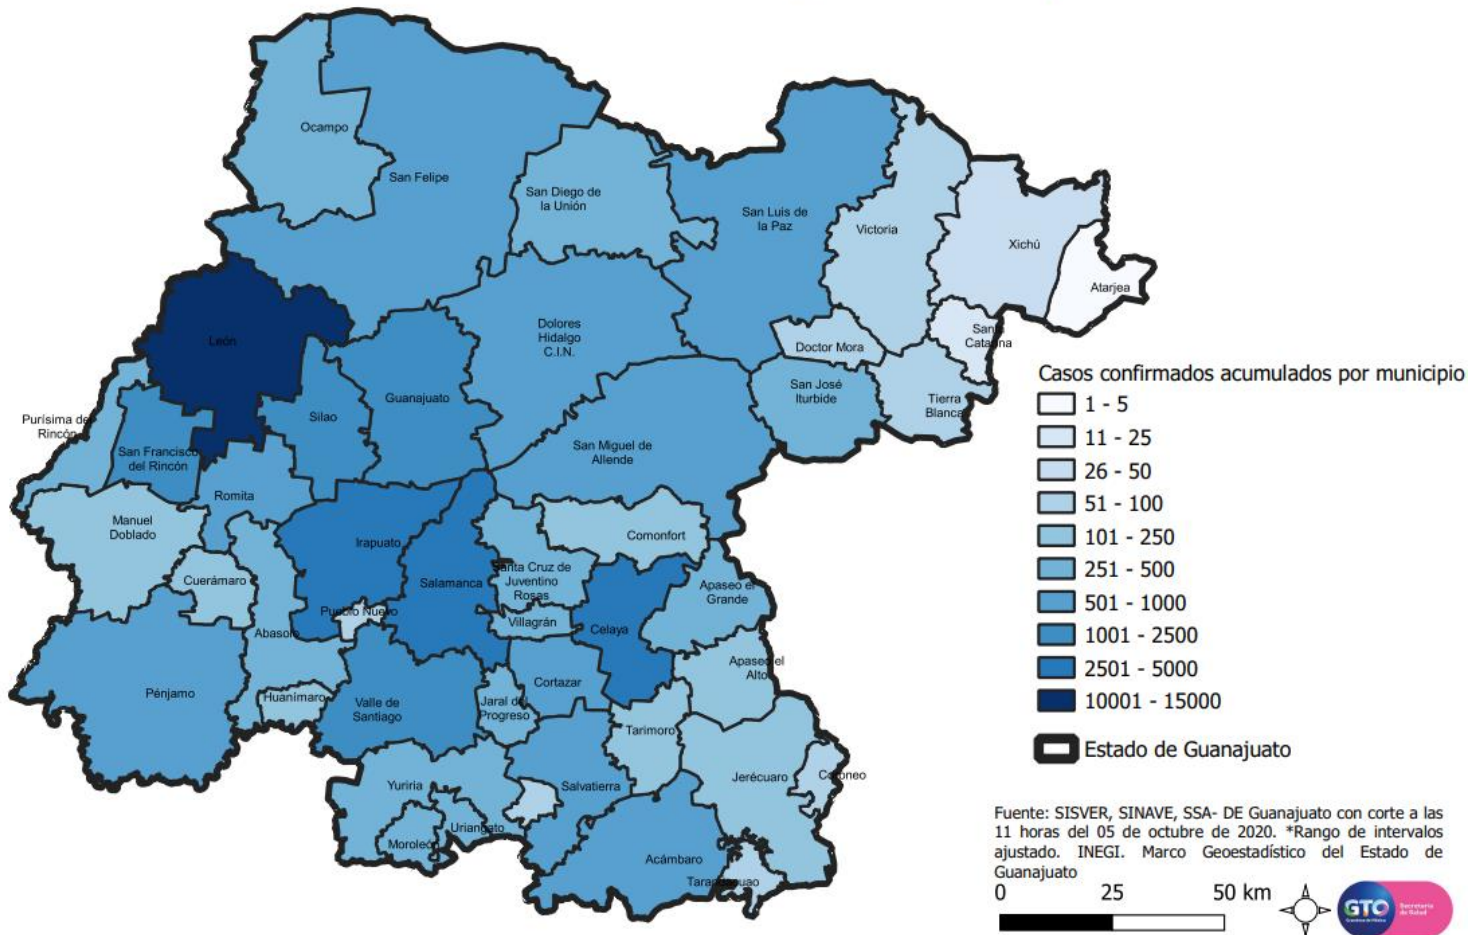 Ocampo
San Felipe
San Diego de
la Unión
San Luis de
la Paz
Victoria
Xichú
Atarjea
León
Dolores
Hidalgo
C.I.N.
Doctor Mora
Santa
Catarina
Guanajuato
Silao
San José
Iturbide
Tierra
Blanca
Purísima del
Rincón
San Francisco
del Rincón
San Miguel de
Allende
Romita
Manuel
Doblado
Irapuato
Comonfort
Cuerámaro
Salamanca
Santa Cruz de
Juventino
Rosas
Apaseo el
Grande
Pueblo Nuevo
Villagrán
Celaya
Abasolo
Apaseo el
Alto
Pénjamo
Huanímaro
Valle de
Santiago
Cortazar
Jaral del
Progreso
Tarimoro
Jerécuaro
Coroneo
Yuriria
Salvatierra
Uriangato
Moroleón
Acámbaro
Tarandacuao
Casos confirmados acumulados por municipio
1 - 5
11 - 25
26 - 50
51 - 100
101 - 250
251 - 500
501 - 1000
1001 - 2500
2501 - 5000
10001 - 15000
Estado de Guanajuato
Fuente: SISVER, SINAVE, SSA- DE Guanajuato con corte a las
11 horas del 05 de octubre de 2020. *Rango de intervalos
ajustado. INEGI. Marco Geoestadístico del Estado de
Guanajuato
0 25 50 km
GTO
Secretaría
de Salud